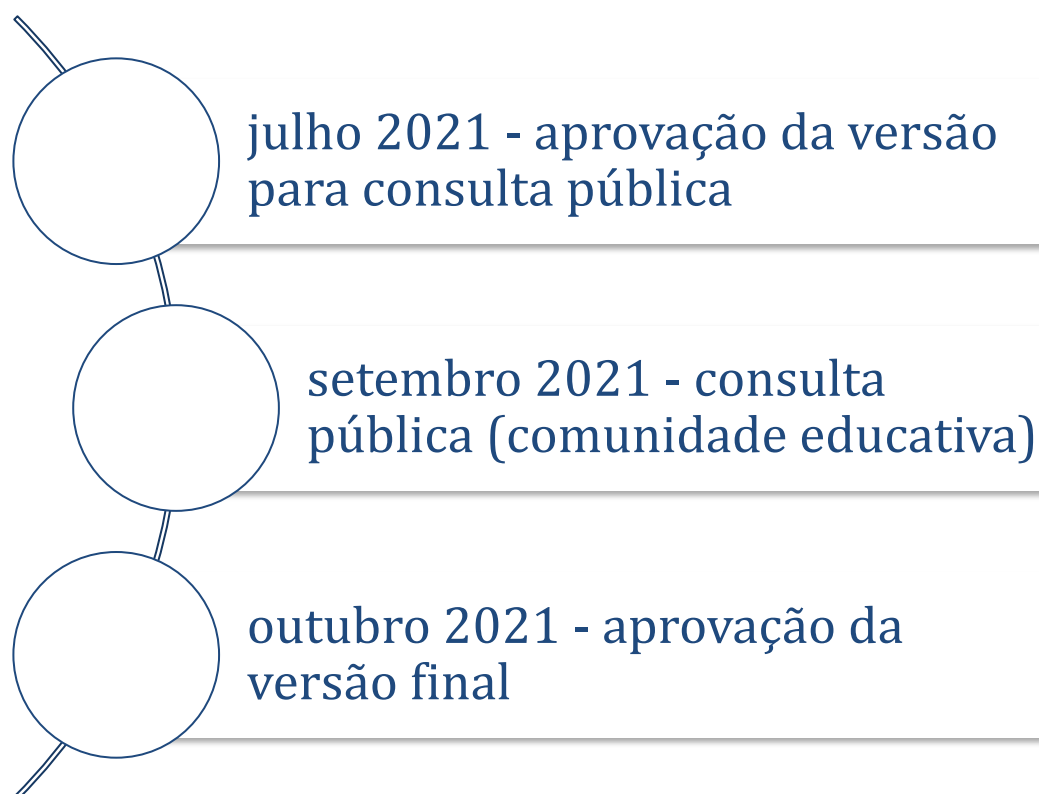 julho 2021 - aprovação da versão
para consulta pública
setembro 2021 - consulta
pública (comunidade educativa)
outubro 2021 - aprovação da
versão final